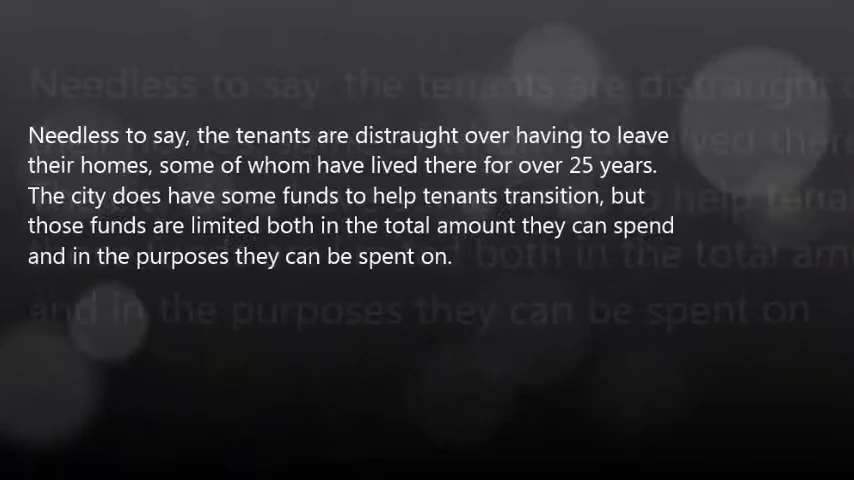 Needless to say, the tenants are distraught over having to leave
their homes, some of whom have lived there for over 25 years.
The city does have some funds to help tenants transition, but
those funds are limited both in the total amount they can spend
and in the purposes they can be spent on.